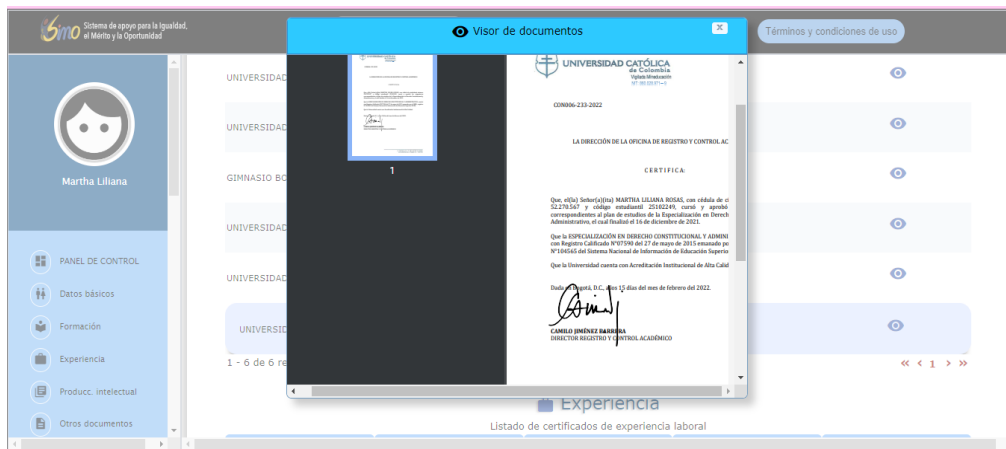 Simo Sistema de apoyo para la Igualdad,
el Mérito y la Oportunidad
Visor de documentos
x
Términos y condiciones de uso
Martha Liliana
PANEL DE CONTROL
Datos básicos
Formación
Experiencia
Producc. intelectual
Otros documentos
UNIVERSIDAD
UNIVERSIDAD
GIMNASIO BO
UNIVERSIDAD
UNIVERSIDAD
UNIVERSID
1 - 6 de 6 re
« < 1 > »
1
UNIVERSIDAD CATÓLICA
de Colombia
Vigilada Mineducación
CON006-233-2022
LA DIRECCIÓN DE LA OFICINA DE REGISTRO Y CONTROL AC
CERTIFICA:
Que, el(la) Señor(a)(ita) MARTHA LILIANA ROSAS, con cédula de ci
52.270.567 y código estudiantil 25102249, cursó y aprobó
correspondientes al plan de estudios de la Especialización en Derech
Administrativo, el cual finalizó el 16 de diciembre de 2021.
Que la ESPECIALIZACIÓN EN DERECHO CONSTITUCIONAL Y ADMINI
con Registro Calificado N°07590 del 27 de mayo de 2015 emanado po
N°104565 del Sistema Nacional de Información de Educación Superio
Que la Universidad cuenta con Acreditación Institucional de Alta Calid
Dada en Bogotá, D.C., a los 15 días del mes de febrero del 2022.
CAMILO JIMÉNEZ BARRERA
DIRECTOR REGISTRO Y CONTROL ACADÉMICO
Experiencia
Listado de certificados de experiencia laboral